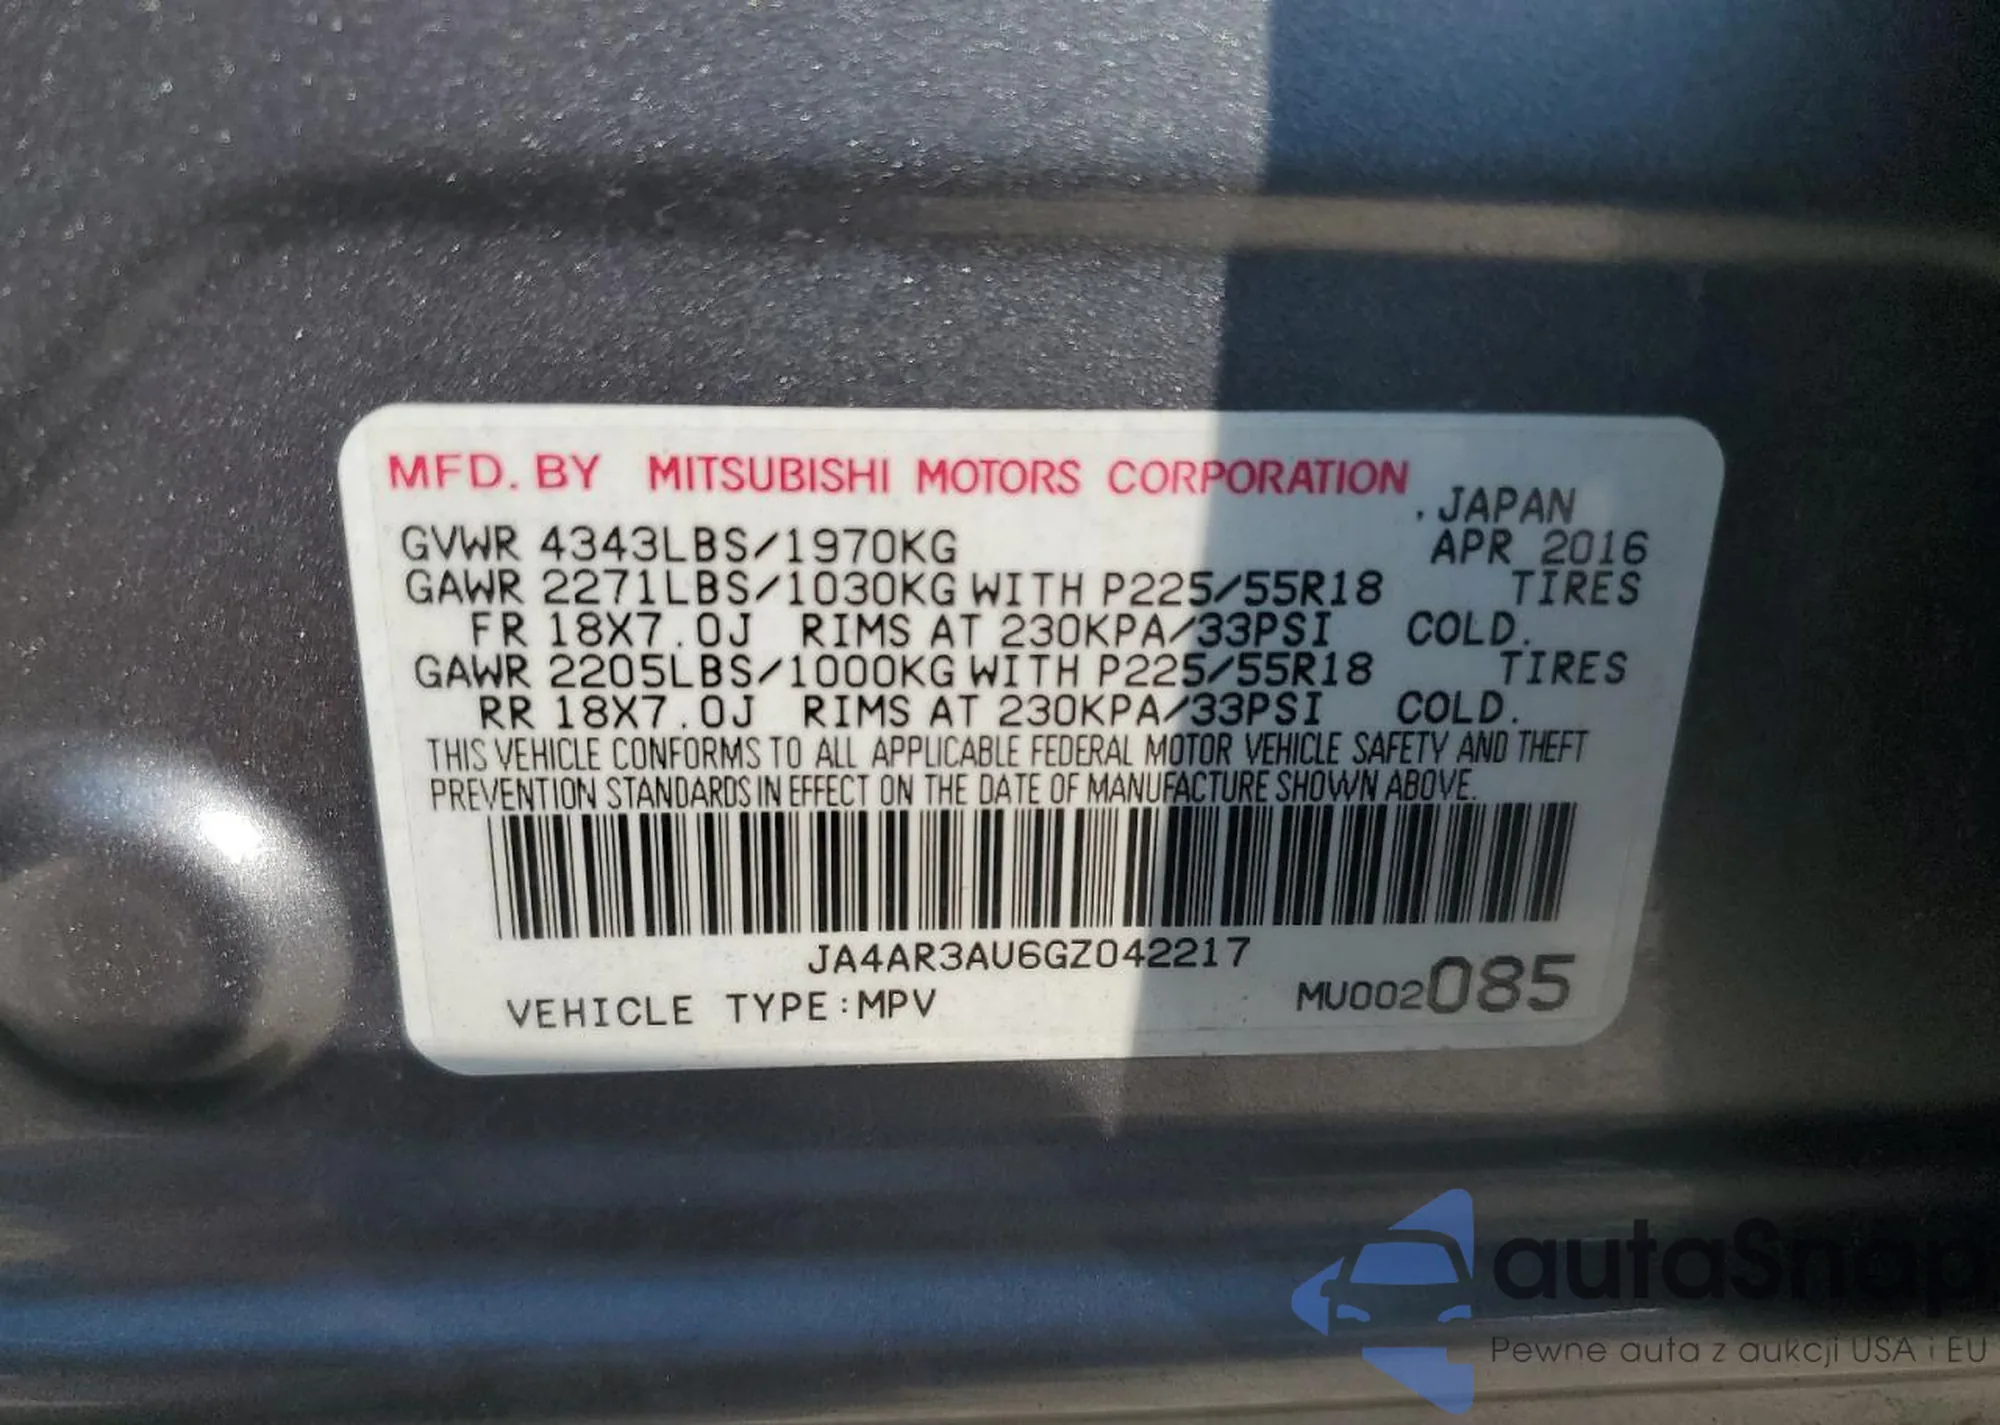 MFD. BY MITSUBISHI MOTORS CORPORATION
. JAPAN
GVWR 4343LBS/1970KG APR 2016
GAWR 2271LBS/1030KG WITH P225/55R18 TIRES
FR 18X7.0J RIMS AT 230KPA/33PSI COLD.
GAWR 2205LBS/1000KG WITH P225/55R18 TIRES
RR 18X7.0J RIMS AT 230KPA/33PSI COLD.
THIS VEHICLE CONFORMS TO ALL APPLICABLE FEDERAL MOTOR VEHICLE SAFETY AND THEFT
PREVENTION STANDARDS IN EFFECT ON THE DATE OF MANUFACTURE SHOWN ABOVE.
JA4AR3AU6GZ042217
VEHICLE TYPE:MPV MU002085
autaSnap
Pewne auta z aukcji USA i EU